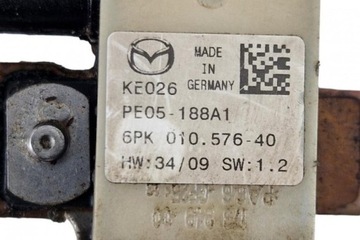 MADE
IN
GERMANY
KE026
PE05-188A1
6PK 010.576-40
HW:34/09 SW:1.2